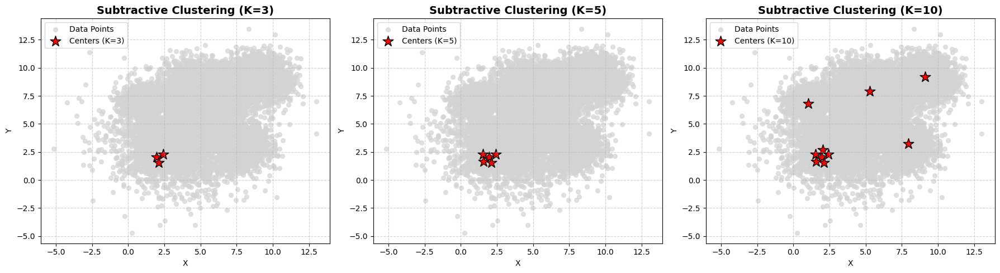 Subtractive Clustering (K=3)
Data Points
Centers (K=3)
12.5
10.0
7.5
5.0
2.5
0.0
−2.5
−5.0
Y
−5.0 −2.5 0.0 2.5 5.0 7.5 10.0 12.5
X
Subtractive Clustering (K=5)
Data Points
Centers (K=5)
12.5
10.0
7.5
5.0
2.5
0.0
−2.5
−5.0
Y
−5.0 −2.5 0.0 2.5 5.0 7.5 10.0 12.5
X
Subtractive Clustering (K=10)
Data Points
Centers (K=10)
12.5
10.0
7.5
5.0
2.5
0.0
−2.5
−5.0
Y
−5.0 −2.5 0.0 2.5 5.0 7.5 10.0 12.5
X